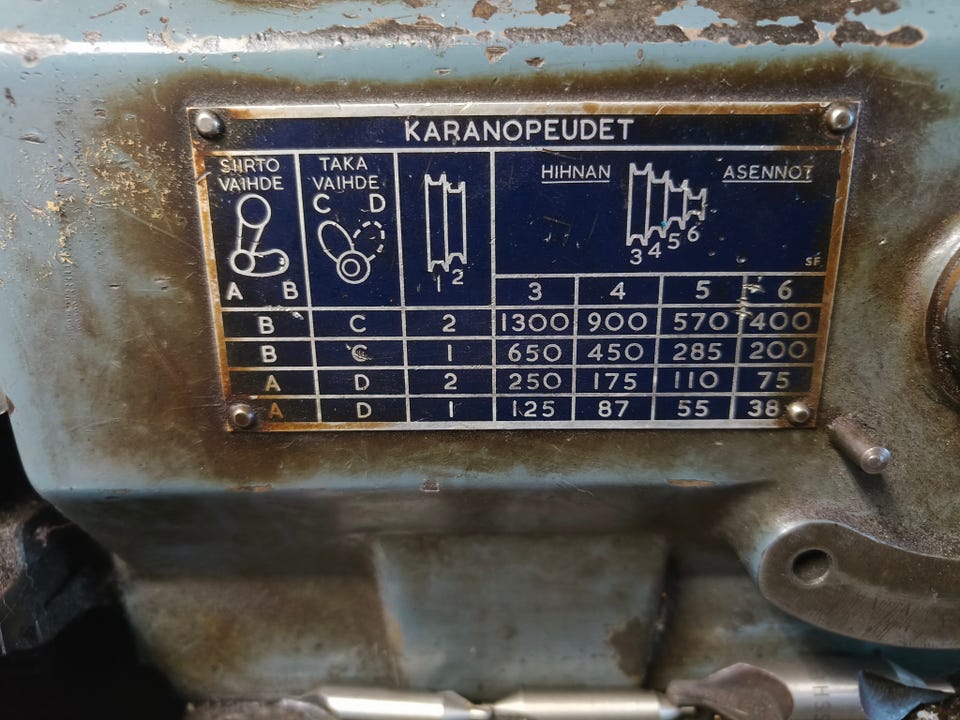 KARANOPEUDET
SIIRTO
VAIHDE
A B
TAKA
VAIHDE
C D
1 2
HIHNAN ASENNOT
3 4 5 6
SF
3 4 5 6
B C 2 1300 900 570 400
B C 1 650 450 285 200
A D 2 250 175 110 75
A D 1 125 87 55 38